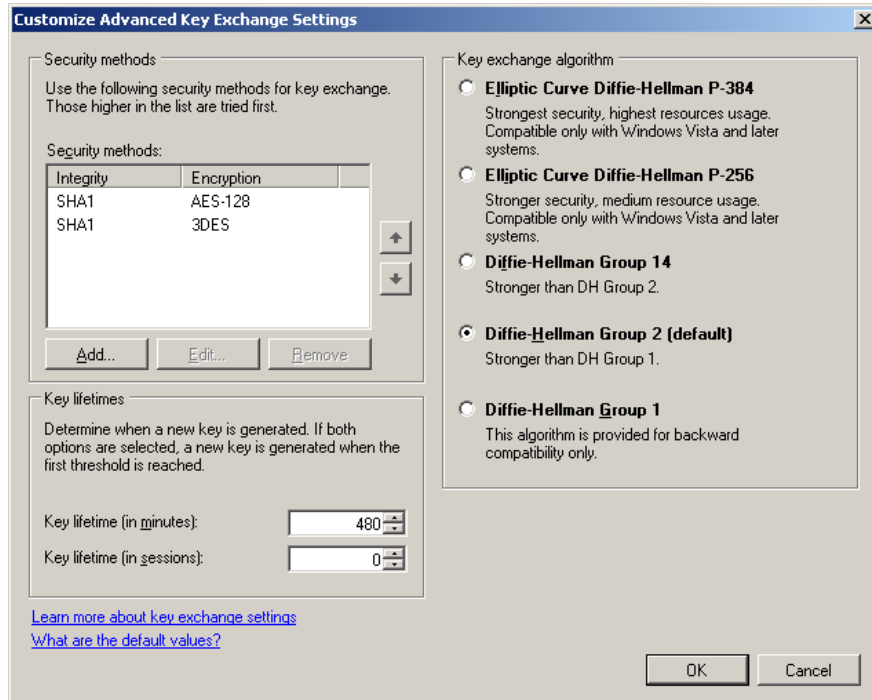 Customize Advanced Key Exchange Settings
Security methods
Use the following security methods for key exchange.
Those higher in the list are tried first.
Security methods:
Integrity Encryption
SHA1 AES-128
SHA1 3DES
Add... Edit... Remove
Key lifetimes
Determine when a new key is generated. If both
options are selected, a new key is generated when the
first threshold is reached.
Key lifetime (in minutes): 480
Key lifetime (in sessions): 0
Learn more about key exchange settings
What are the default values?
Key exchange algorithm
Elliptic Curve Diffie-Hellman P-384
Strongest security, highest resources usage.
Compatible only with Windows Vista and later
systems.
Elliptic Curve Diffie-Hellman P-256
Stronger security, medium resource usage.
Compatible only with Windows Vista and later
systems.
Diffie-Hellman Group 14
Stronger than DH Group 2.
Diffie-Hellman Group 2 (default)
Stronger than DH Group 1.
Diffie-Hellman Group 1
This algorithm is provided for backward
compatibility only.
OK Cancel